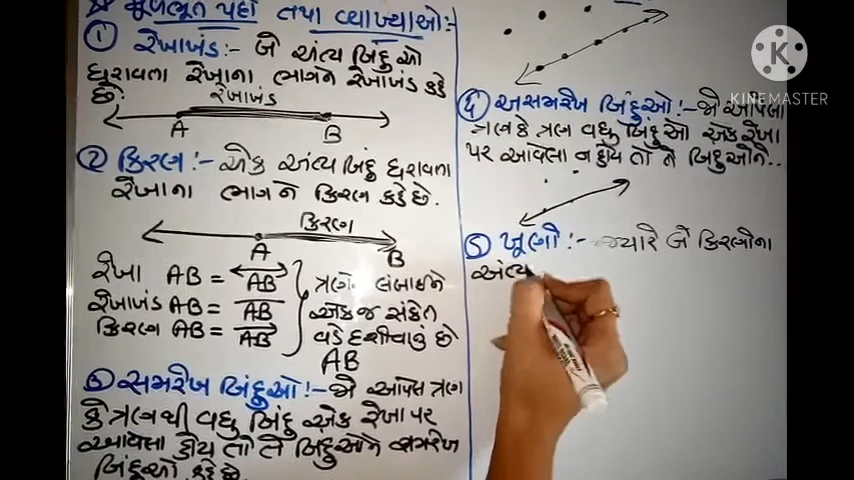 મૂળભૂત પદો તથા વ્યાખ્યાઓ:-
① રેખાખંડ:- બે અંત્ય બિંદુઓ
ધરાવતા રેખાના ભાગને રેખાખંડ કહે
છે.
રેખાખંડ
A B
② કિરણ:- એક અંત્ય બિંદુ ધરાવતા
રેખાના ભાગને કિરણ કહે છે.
કિરણ
A B
રેખા AB = AB
રેખાખંડ AB = AB
કિરણ AB = AB
ત્રણે લંબાઈને
એક જ સંકેત
વડે દર્શાવાય છે
AB
③ સમરેખ બિંદુઓ:- જો આપેલ ત્રણ
કે ત્રણથી વધુ બિંદુ એક રેખા પર
આવેલા હોય તો તે બિંદુઓને સમરેખ
બિંદુઓ કહે છે.
④ અસમરેખ બિંદુઓ:- જો આપેલા
ત્રણ કે ત્રણ વધુ બિંદુઓ એક રેખા
પર આવેલા ન હોય તો તે બિંદુઓને..
⑤ ખૂણો:- જ્યારે બે કિરણોના
અંત્ય
KINEMASTER